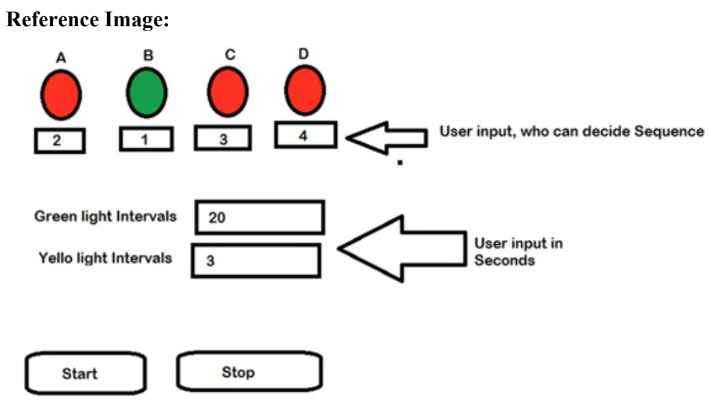 Reference Image:
A B C D
2 1 3 4
User input, who can decide Sequence
Green light Intervals 20
Yello light Intervals 3
User input in
Seconds
Start Stop